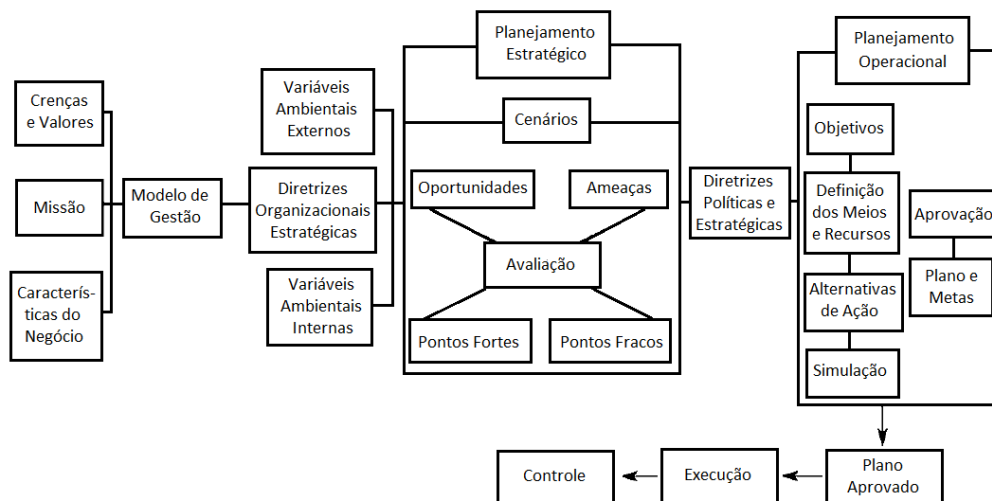 Crenças
e Valores
Missão
Caracterís-
ticas do
Negócio
Modelo de
Gestão
Variáveis
Ambientais
Externos
Diretrizes
Organizacionais
Estratégicas
Variáveis
Ambientais
Internas
Planejamento
Estratégico
Cenários
Oportunidades
Ameaças
Avaliação
Pontos Fortes
Pontos Fracos
Diretrizes
Políticas e
Estratégicas
Planejamento
Operacional
Objetivos
Definição
dos Meios
e Recursos
Alternativas
de Ação
Simulação
Aprovação
Plano e
Metas
Plano
Aprovado
Execução
Controle